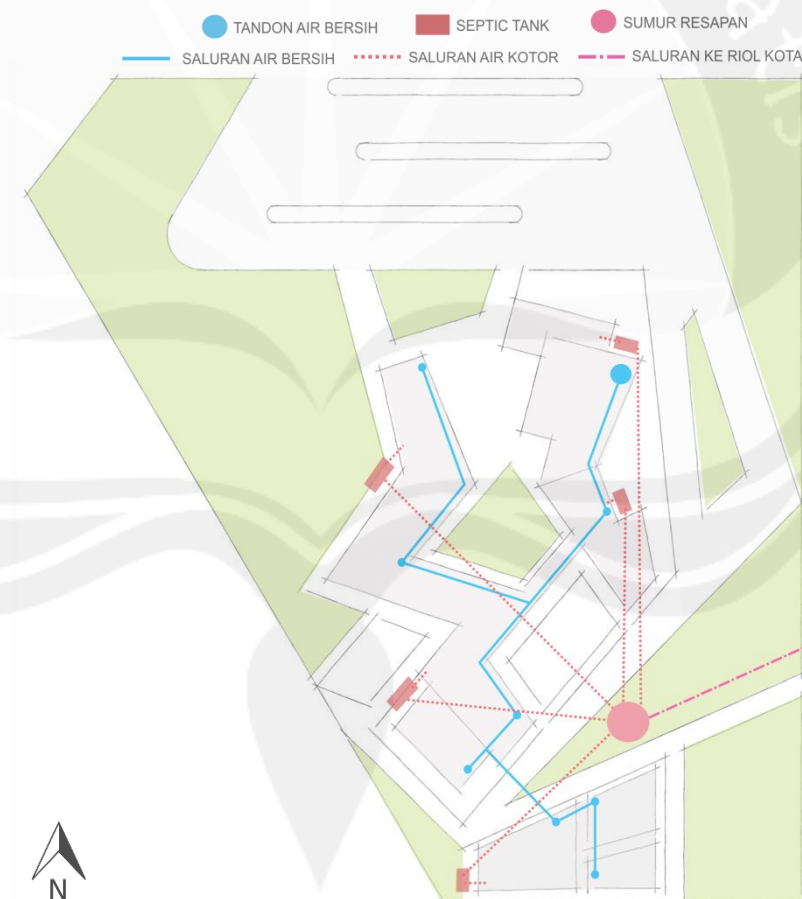 TANDON AIR BERSIH SEPTIC TANK SUMUR RESAPAN
SALURAN AIR BERSIH SALURAN AIR KOTOR SALURAN KE RIOL KOTA
N